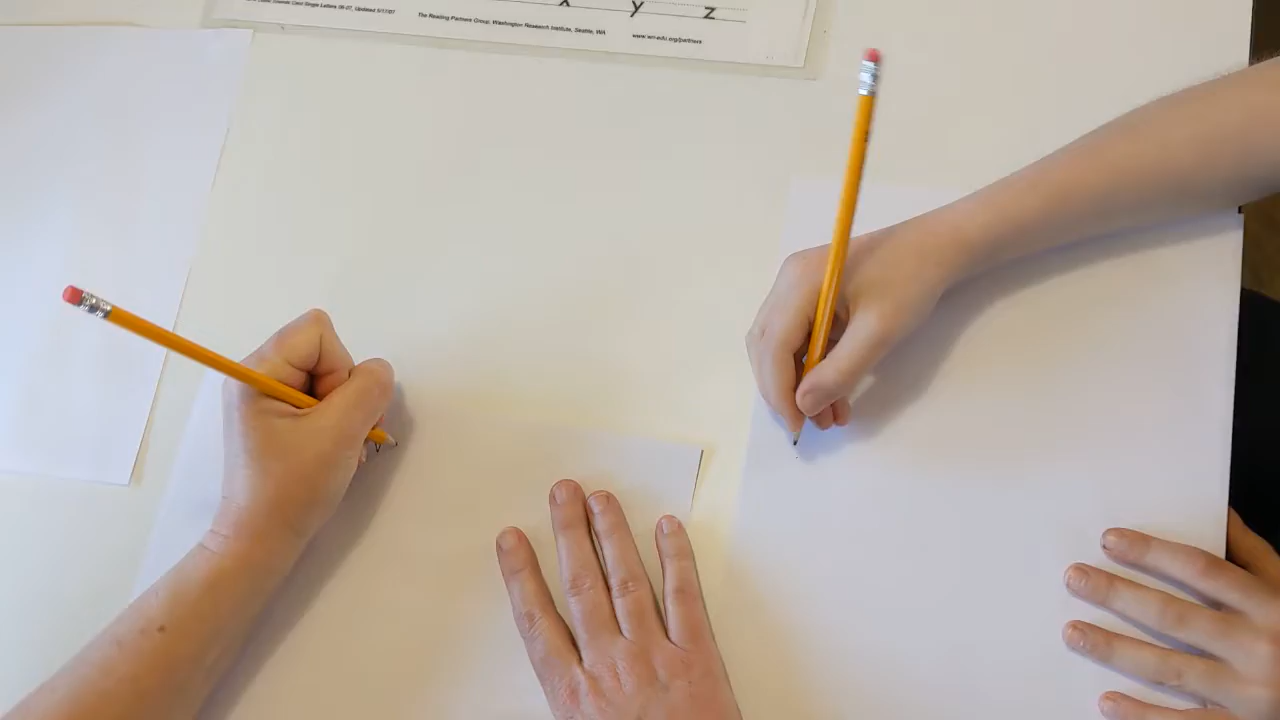 x y z
The Reading Partners Group, Washington Research Institute, Seattle, WA
www.wri-edu.org/partners